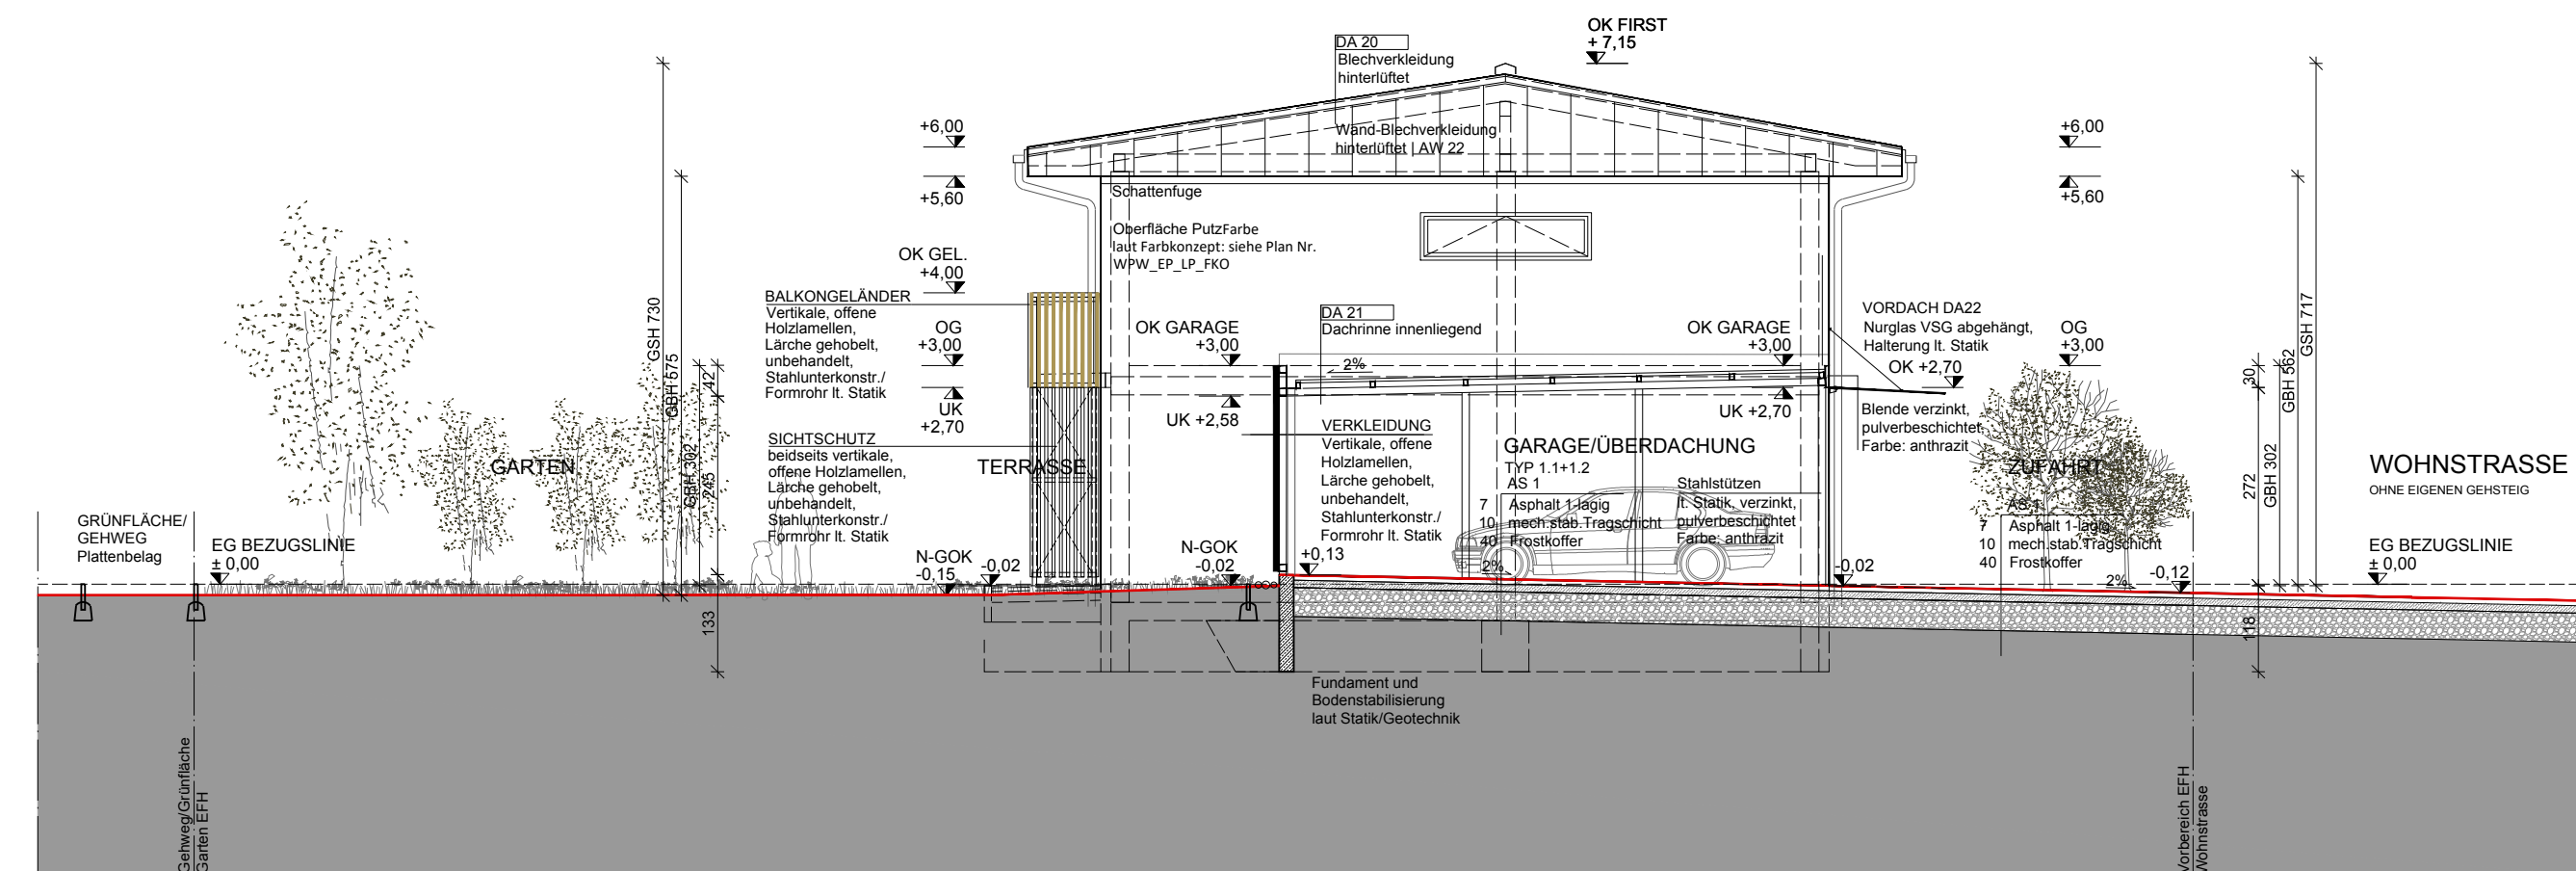 OK FIRST
+ 7,15
DA 20
Blechverkleidung
hinterlüftet
Wand-Blechverkleidung
hinterlüftet | AW 22
+6,00
+5,60
+6,00
+5,60
Schattenfuge
Oberfläche PutzFarbe
laut Farbkonzept: siehe Plan Nr.
WPW_EP_LP_FKO
OK GEL.
+4,00
BALKONGELÄNDER
Vertikale, offene
Holzlamellen,
Lärche gehobelt,
unbehandelt,
Stahlunterkonstr./
Formrohr lt. Statik
OG
+3,00
UK
+2,70
OK GARAGE
+3,00
UK +2,58
DA 21
Dachrinne innenliegend
2%
OK GARAGE
+3,00
UK +2,70
VORDACH DA22
Nurglas VSG abgehängt,
Halterung lt. Statik
OK +2,70
OG
+3,00
Blende verzinkt,
pulverbeschichtet
Farbe: anthrazit
GSH 730
GBH 575
GBH 302
42
245
133
GSH 717
GBH 562
GBH 302
30
272
118
SICHTSCHUTZ
beidseits vertikale,
offene Holzlamellen,
Lärche gehobelt,
unbehandelt,
Stahlunterkonstr./
Formrohr lt. Statik
GARTEN
TERRASSE
VERKLEIDUNG
Vertikale, offene
Holzlamellen,
Lärche gehobelt,
unbehandelt,
Stahlunterkonstr./
Formrohr lt. Statik
GARAGE/ÜBERDACHUNG
TYP 1.1+1.2
AS 1
7 Asphalt 1-lagig
10 mech.stab.Tragschicht
40 Frostkoffer
Stahlstützen
lt. Statik, verzinkt,
pulverbeschichtet
Farbe: anthrazit
ZUFAHRT
AS 1
7 Asphalt 1-lagig
10 mech.stab.Tragschicht
40 Frostkoffer
WOHNSTRASSE
OHNE EIGENEN GEHSTEIG
GRÜNFLÄCHE/
GEHWEG
Plattenbelag
EG BEZUGSLINIE
± 0,00
N-GOK
-0,15
-0,02
N-GOK
-0,02
+0,13
2%
-0,02
2%
-0,12
EG BEZUGSLINIE
± 0,00
Fundament und
Bodenstabilisierung
laut Statik/Geotechnik
Gehweg/Grünfläche
Garten EFH
Vorbereich EFH
Wohnstrasse